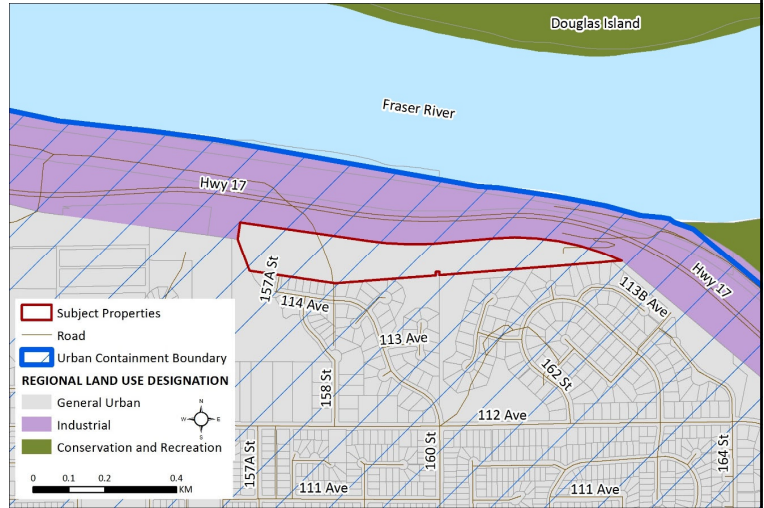 Douglas Island
Fraser River
Hwy 17
Hwy 17
157A St
114 Ave
113B Ave
113 Ave
158 St
162 St
112 Ave
157A St
160 St
164 St
111 Ave
111 Ave
Subject Properties
Road
Urban Containment Boundary
REGIONAL LAND USE DESIGNATION
General Urban
Industrial
Conservation and Recreation
N
W E
S
0 0.1 0.2 0.4
KM